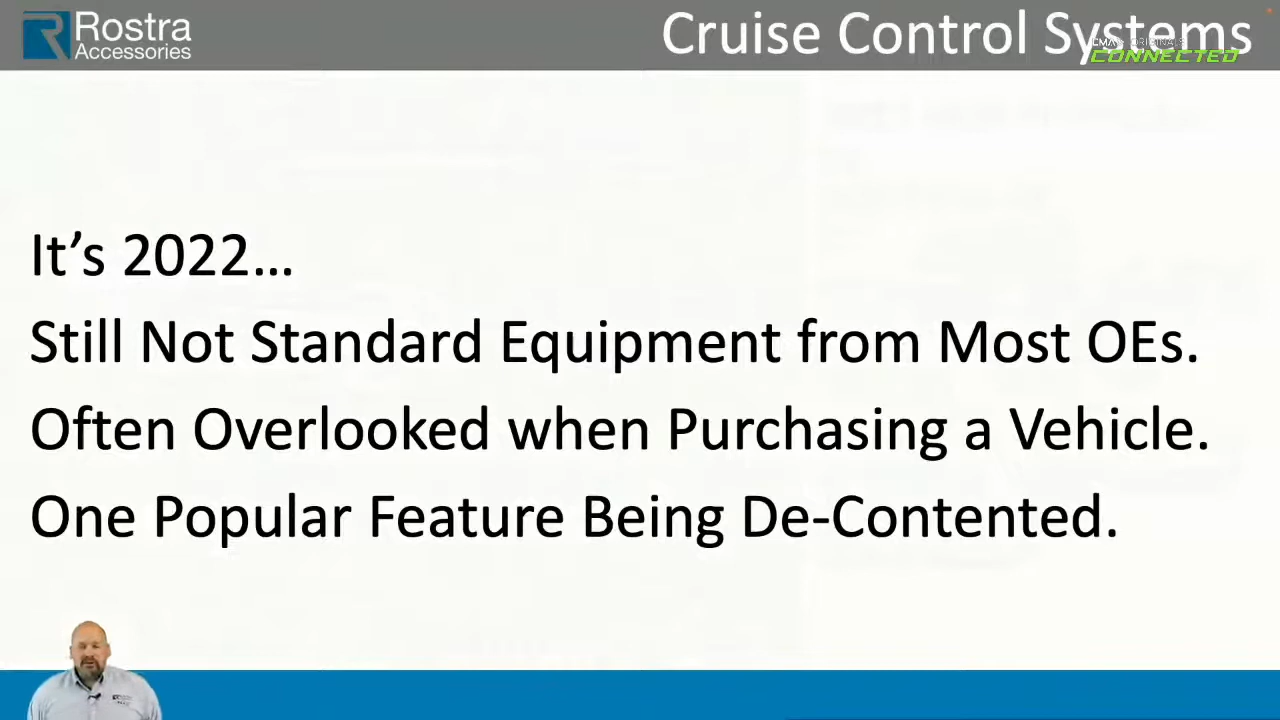 Rostra
Accessories
Cruise Control Systems
CONNECTED
It’s 2022…
Still Not Standard Equipment from Most OEs.
Often Overlooked when Purchasing a Vehicle.
One Popular Feature Being De-Contented.